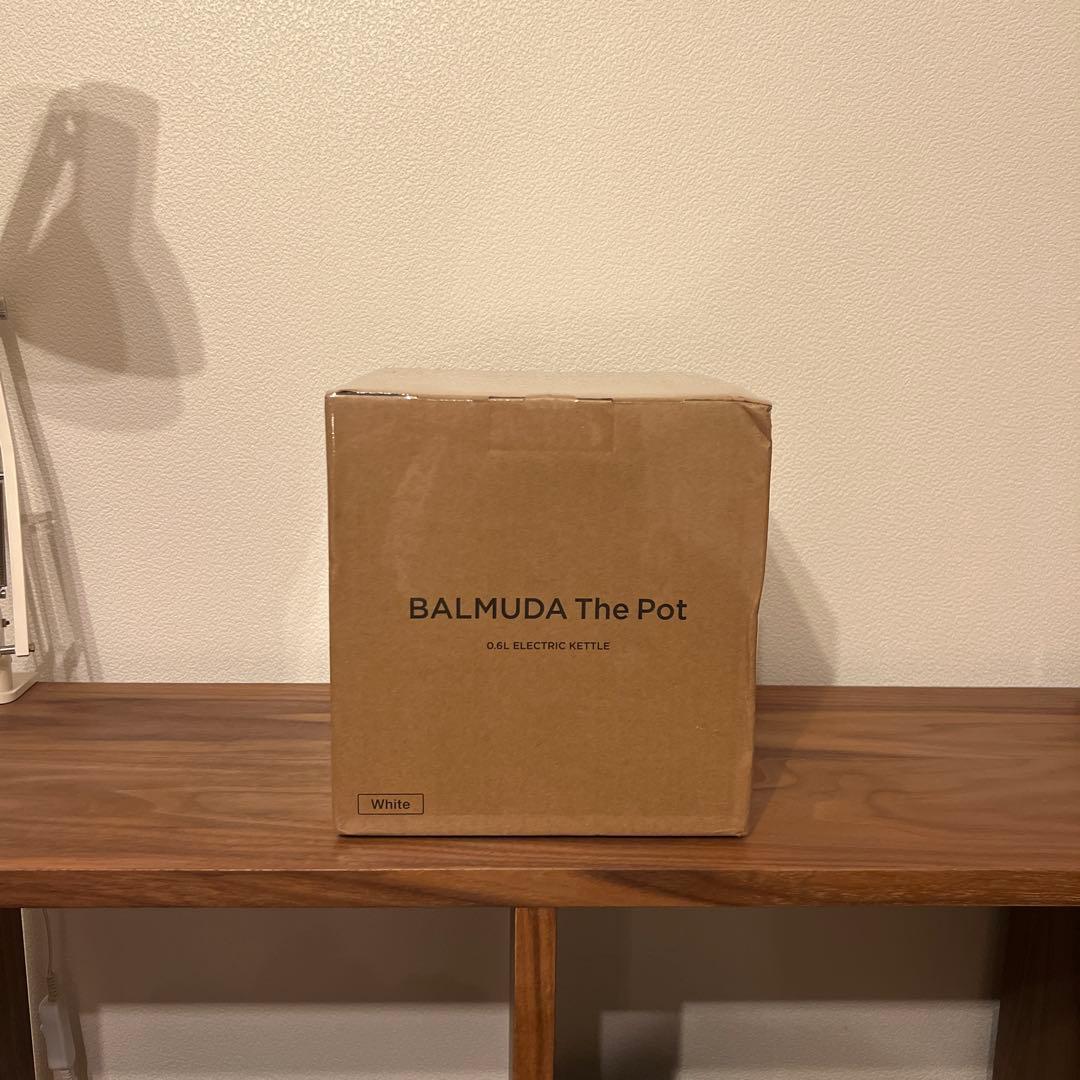 BALMUDA The Pot
0.6L ELECTRIC KETTLE
White